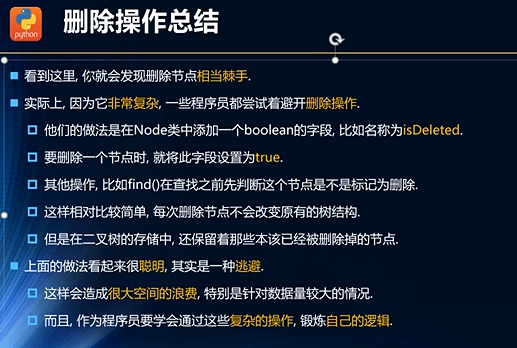 python
删除操作总结
看到这里, 你就会发现删除节点相当棘手.
实际上, 因为它非常复杂, 一些程序员都尝试着避开删除操作.
他们的做法是在Node类中添加一个boolean的字段, 比如名称为isDeleted.
要删除一个节点时, 就将此字段设置为true.
其他操作, 比如find()在查找之前先判断这个节点是不是标记为删除.
这样相对比较简单, 每次删除节点不会改变原有的树结构.
但是在二叉树的存储中, 还保留着那些本该已经被删除掉的节点.
上面的做法看起来很聪明, 其实是一种逃避.
这样会造成很大空间的浪费, 特别是针对数据量较大的情况.
而且, 作为程序员要学会通过这些复杂的操作, 锻炼自己的逻辑.